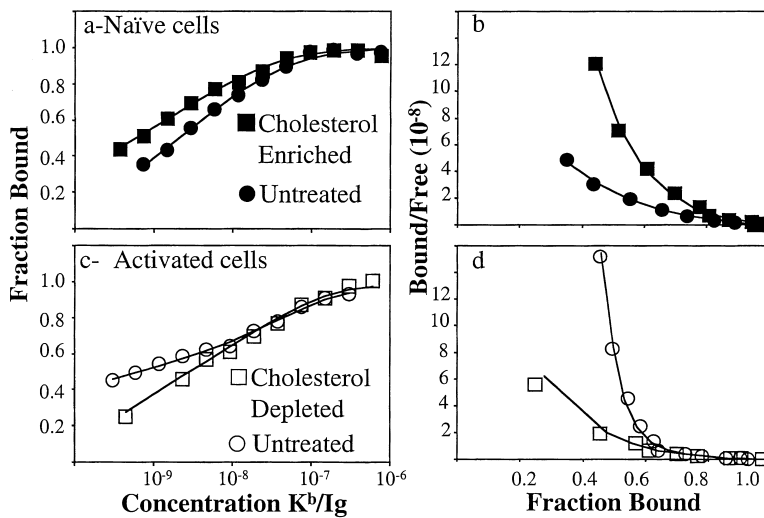 a-Naïve cells
1.0
0.8
0.6
0.4
0.2
Cholesterol
Enriched
Untreated
b
12
10
8
6
4
2
c- Activated cells
1.0
0.8
0.6
0.4
0.2
Cholesterol
Depleted
Untreated
10⁻⁹
10⁻⁸
10⁻⁷
10⁻⁶
Concentration Kᵇ/Ig
Fraction Bound
d
14
12
10
8
6
4
2
0.2
0.4
0.6
0.8
1.0
Fraction Bound
Bound/Free (10⁻⁸)